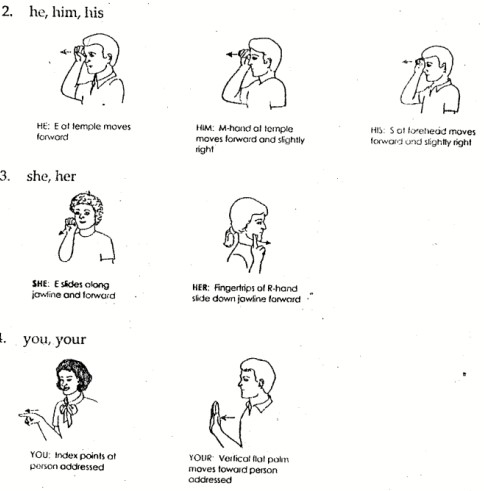 2. he, him, his
HE: E at temple moves
forward
HIM: M-hand at temple
moves forward and slightly
right
HIS: S at forehead moves
forward and slightly right
3. she, her
SHE: E slides along
jawline and forward
HER: Fingertips of R-hand
slide down jawline forward
. you, your
YOU: Index points at
person addressed
YOUR: Vertical flat palm
moves toward person
addressed